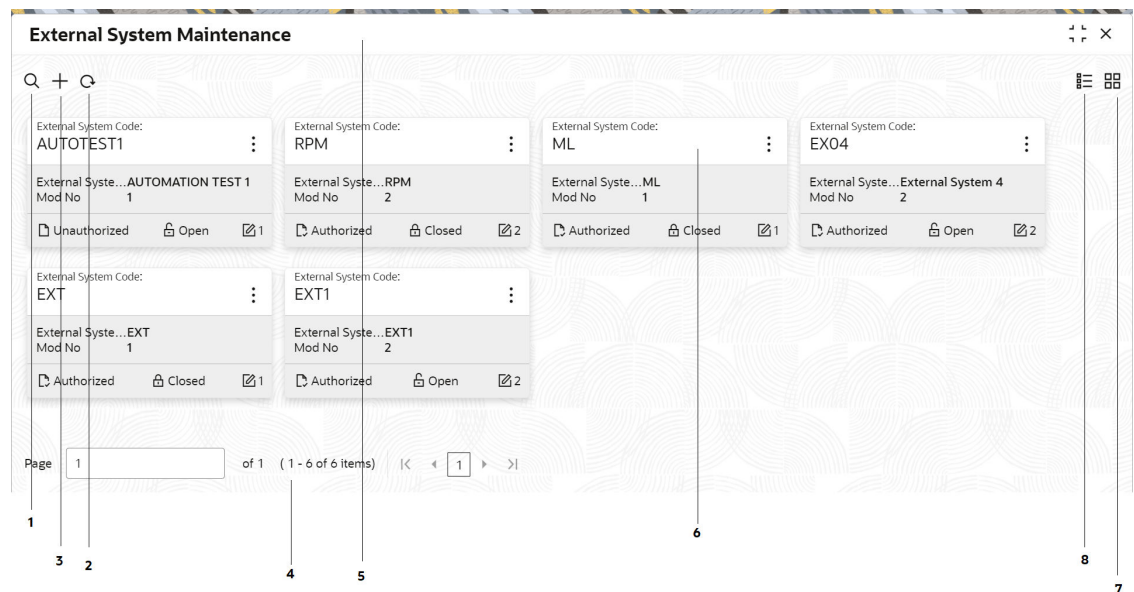 External System Maintenance
External System Code: External System Code: External System Code: External System Code:
AUTOTEST1 RPM ML EX04
External Syste...AUTOMATION TEST 1 External Syste...RPM External Syste...ML External Syste...External System 4
Mod No 1 Mod No 2 Mod No 1 Mod No 2
Unauthorized Open 1 Authorized Closed 2 Authorized Closed 1 Authorized Open 2
External System Code: External System Code:
EXT EXT1
External Syste...EXT External Syste...EXT1
Mod No 1 Mod No 2
Authorized Closed 1 Authorized Open 2
Page 1 of 1 ( 1 - 6 of 6 items) 1
1
6
3 2 8
4 5
7